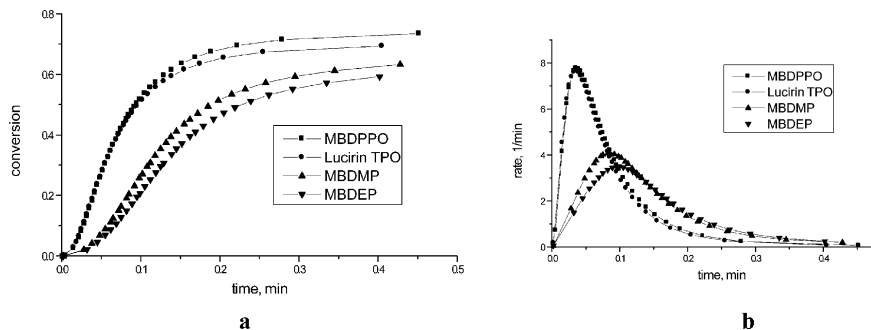 0.8
0.6
0.4
0.2
0.0
conversion
0.0
0.1
0.2
0.3
0.4
0.5
time, min
MBDPPO
Lucirin TPO
MBDMP
MBDEP
a
8
6
4
2
0
rate, 1/min
0.0
0.1
0.2
0.3
0.4
time, min
MBDPPO
Lucirin TPO
MBDMP
MBDEP
b